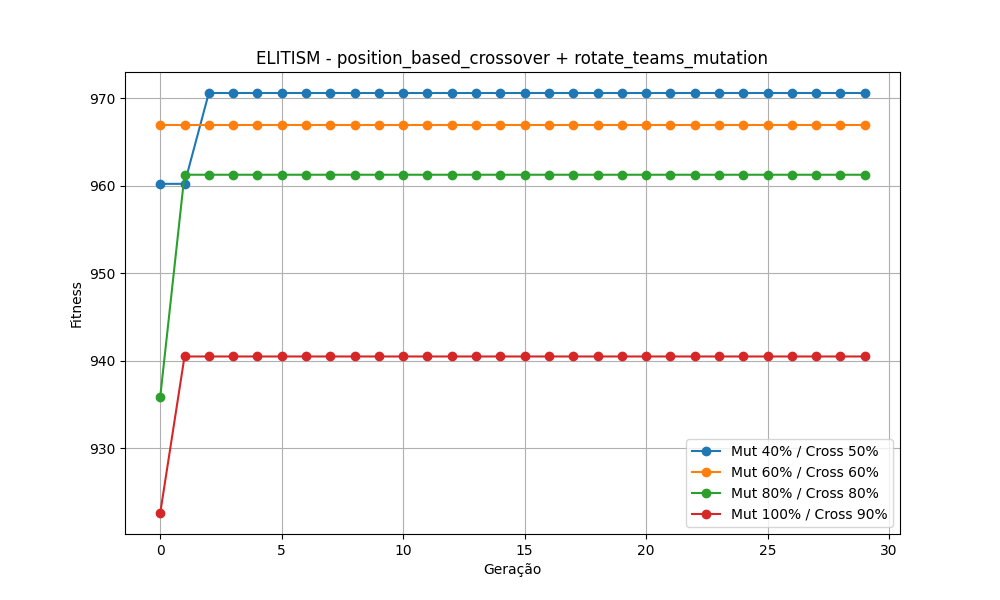 ELITISM - position_based_crossover + rotate_teams_mutation
970
960
950
940
930
Fitness
0
5
10
15
20
25
30
Geração
Mut 40% / Cross 50%
Mut 60% / Cross 60%
Mut 80% / Cross 80%
Mut 100% / Cross 90%